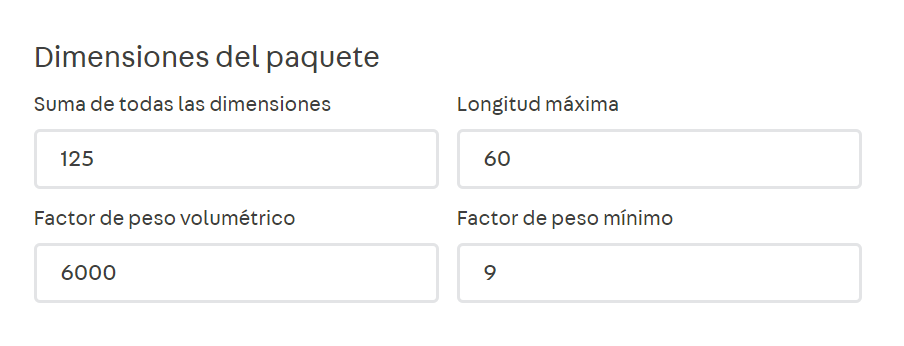 Dimensiones del paquete
Suma de todas las dimensiones Longitud máxima
125 60
Factor de peso volumétrico Factor de peso mínimo
6000 9